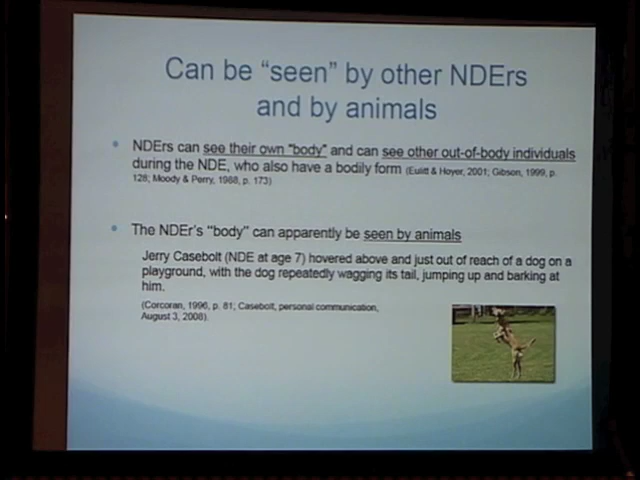 Can be “seen” by other NDErs
and by animals
NDErs can see their own "body" and can see other out-of-body individuals
during the NDE, who also have a bodily form (Eulitt & Hoyer, 2001; Gibson, 1999, p.
128; Moody & Perry, 1988, p. 173)
The NDEr's “body” can apparently be seen by animals
Jerry Casebolt (NDE at age 7) hovered above and just out of reach of a dog on a
playground, with the dog repeatedly wagging its tail, jumping up and barking at
him.
(Corcoran, 1996, p. 81; Casebolt, personal communication,
August 3, 2008).